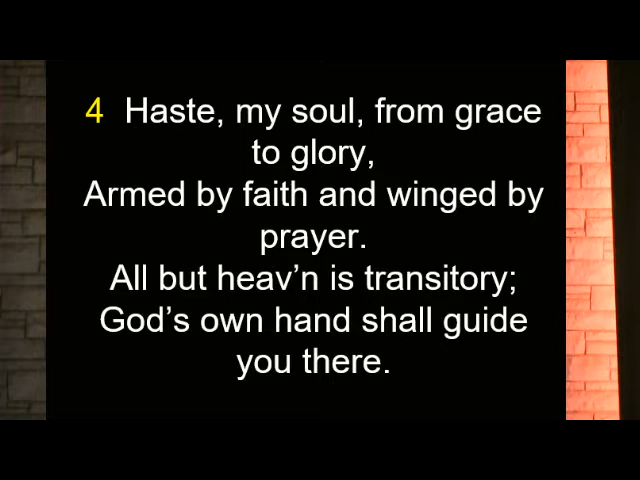 4 Haste, my soul, from grace
to glory,
Armed by faith and winged by
prayer.
All but heav’n is transitory;
God’s own hand shall guide
you there.